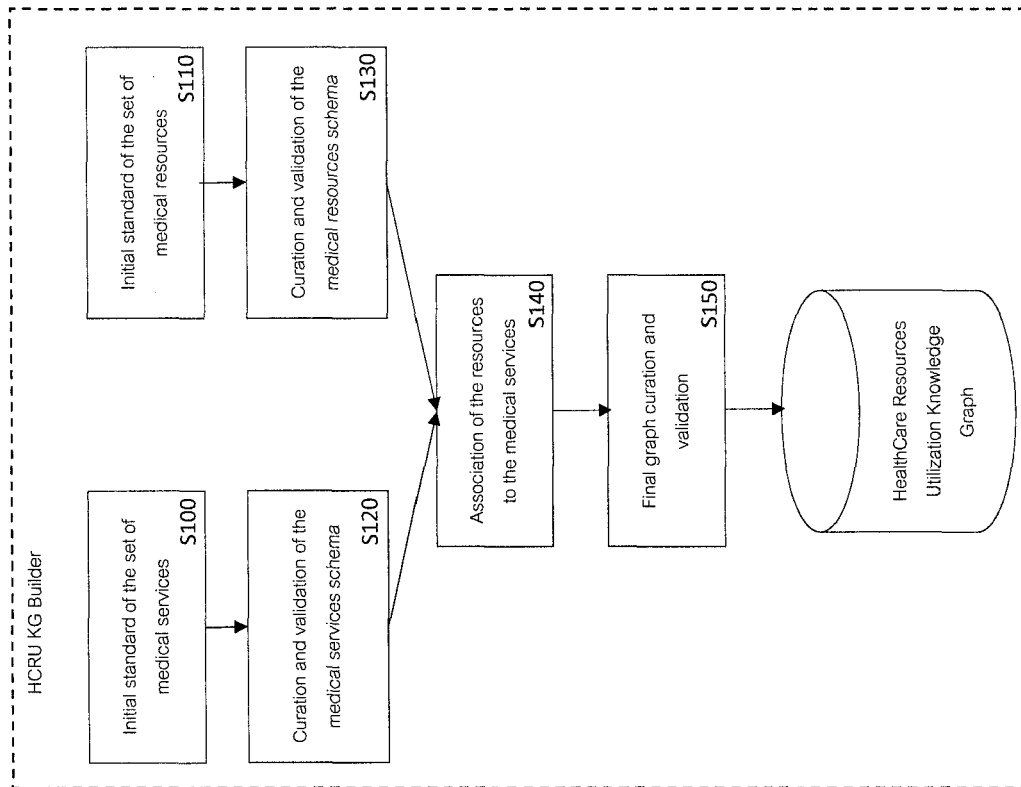 HCRU KG Builder
Initial standard of the set of
medical services
S100
Initial standard of the set of
medical resources
S110
Curation and validation of the
medical services schema
S120
Curation and validation of the
medical resources schema
S130
Association of the resources
to the medical services
S140
Final graph curation and
validation
S150
HealthCare Resources
Utilization Knowledge
Graph